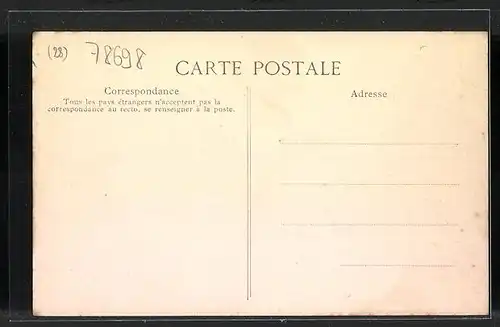 (28) 78698
CARTE POSTALE
Correspondance
Tous les pays étrangers n'acceptent pas la
correspondance au recto, se renseigner à la poste.
Adresse